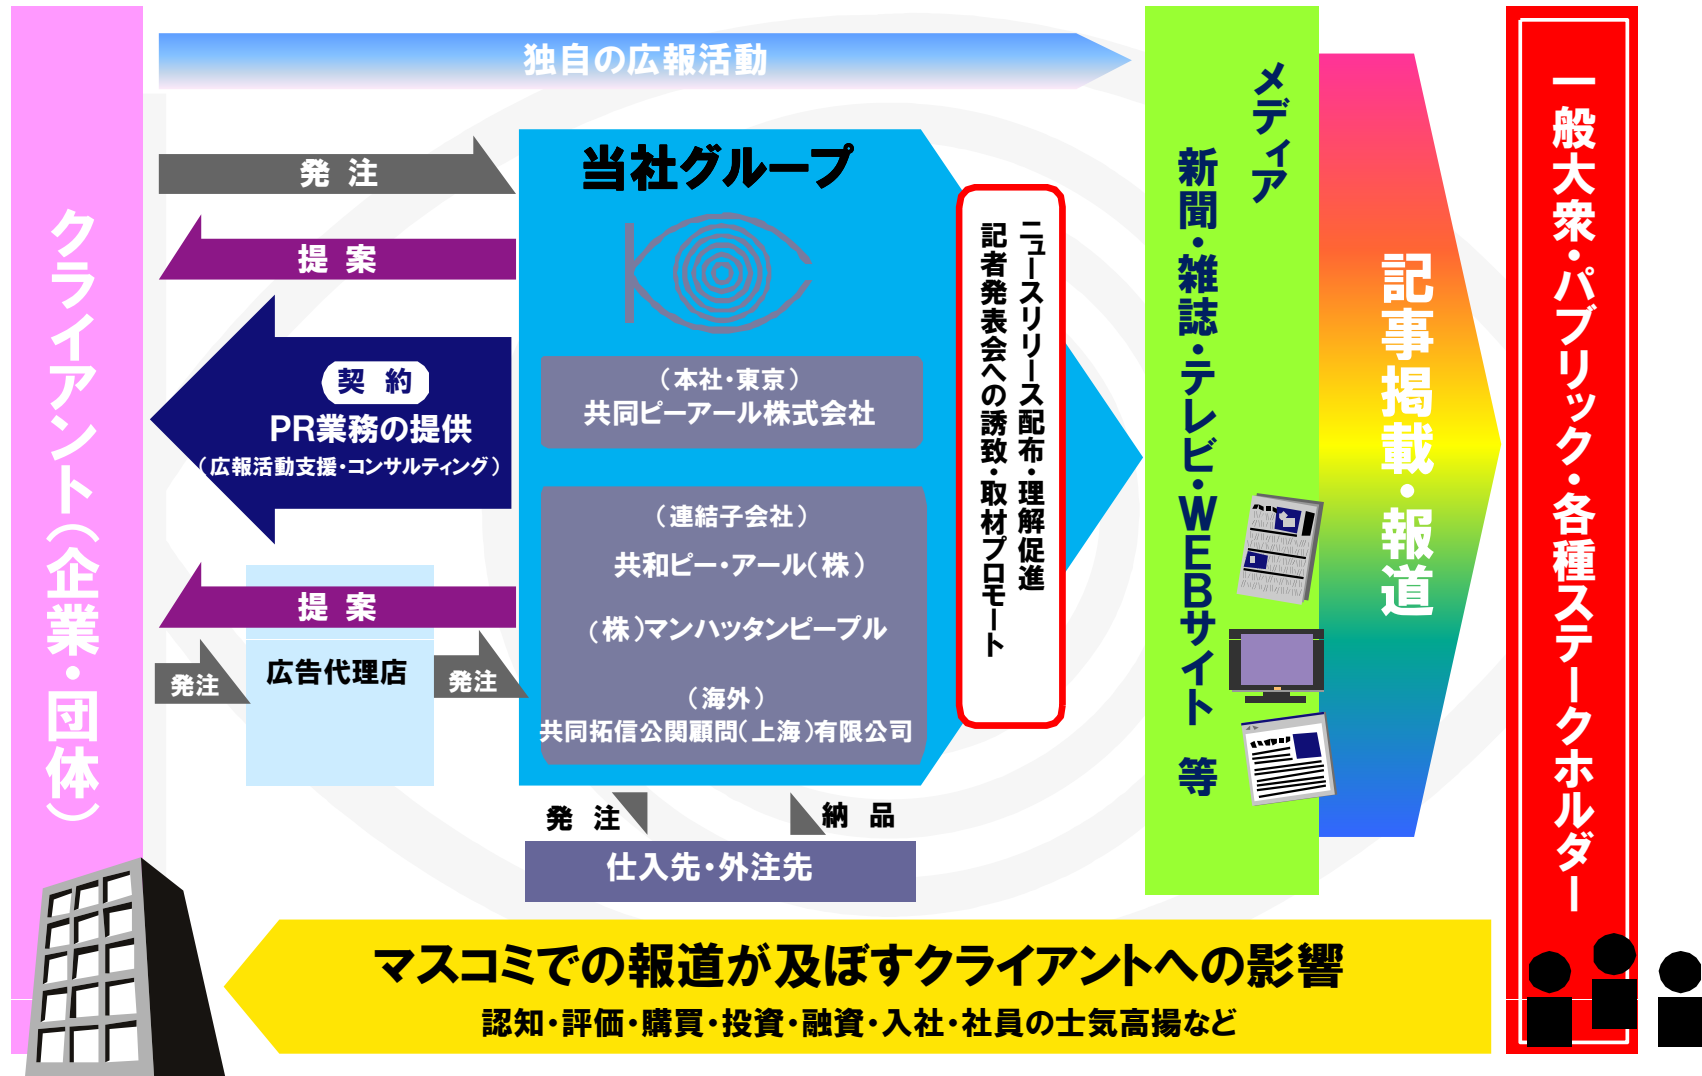 独自の広報活動
クライアント（企業・団体）
発 注
提 案
契 約
PR業務の提供
（広報活動支援・コンサルティング）
提 案
発注
広告代理店
発注
当社グループ
（本社・東京）
共同ピーアール株式会社
（連結子会社）
共和ピー・アール（株）
（株）マンハッタンピープル
（海外）
共同拓信公関顧問（上海）有限公司
発 注
納 品
仕入先・外注先
ニュースリリース配布・理解促進
記者発表会への誘致・取材プロモート
メディア
新聞・雑誌・テレビ・WEBサイト 等
記事掲載・報道
一般大衆・パブリック・各種ステークホルダー
マスコミでの報道が及ぼすクライアントへの影響
認知・評価・購買・投資・融資・入社・社員の士気高揚など